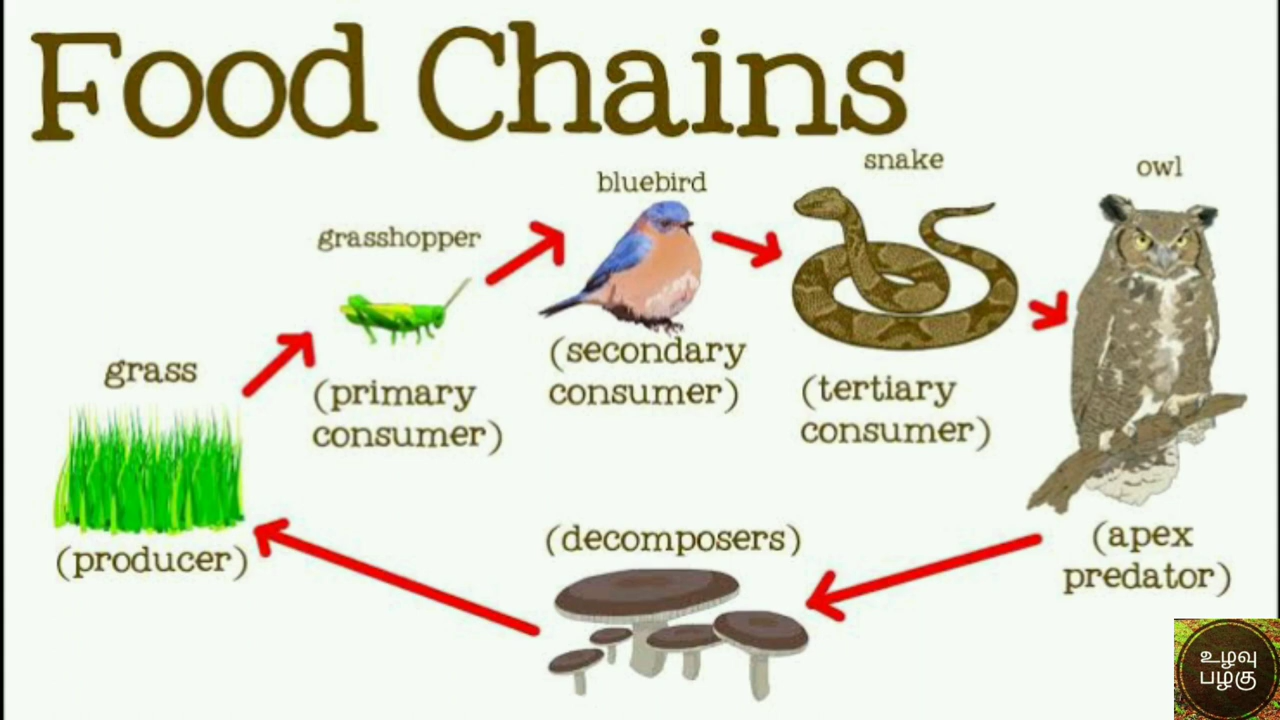 Food Chains
grass
(producer)
grasshopper
(primary
consumer)
bluebird
(secondary
consumer)
snake
(tertiary
consumer)
owl
(apex
predator)
(decomposers)
உழவு
பழகு